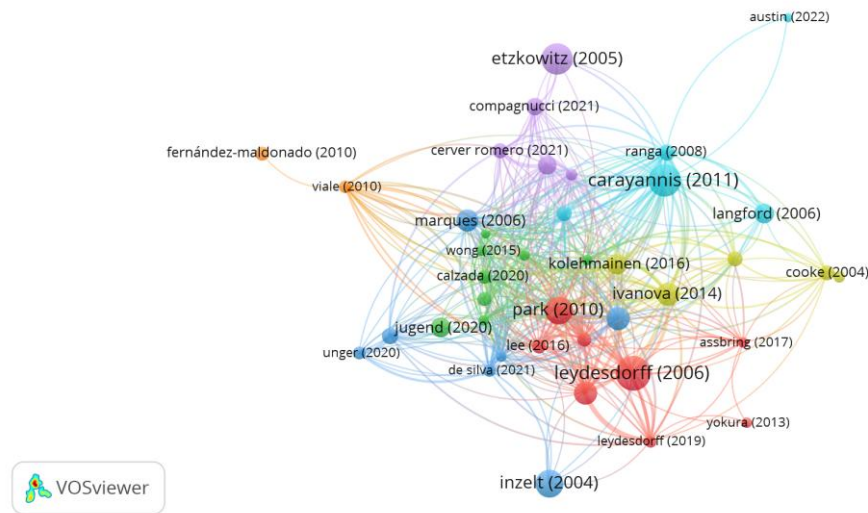 austin (2022)
etzkowitz (2005)
compagnucci (2021)
cerver romero (2021)
ranga (2008)
fernández-maldonado (2010)
carayannis (2011)
viale (2010)
marques (2006)
langford (2006)
wong (2015)
kolehmainen (2016)
calzada (2020)
cooke (2004)
ivanova (2014)
park (2010)
jugend (2020)
lee (2016)
assbring (2017)
unger (2020)
de silva (2021)
leydesdorff (2006)
yokura (2013)
leydesdorff (2019)
inzelt (2004)
VOSviewer